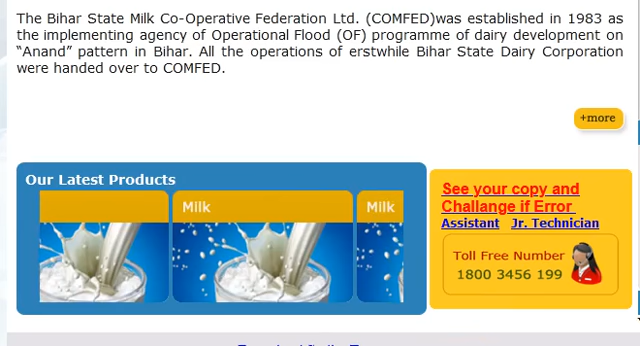 The Bihar State Milk Co-Operative Federation Ltd. (COMFED)was established in 1983 as
the implementing agency of Operational Flood (OF) programme of dairy development on
“Anand” pattern in Bihar. All the operations of erstwhile Bihar State Dairy Corporation
were handed over to COMFED.
+more
Our Latest Products
Milk
Milk
See your copy and
Challange if Error
Assistant Jr. Technician
Toll Free Number
1800 3456 199